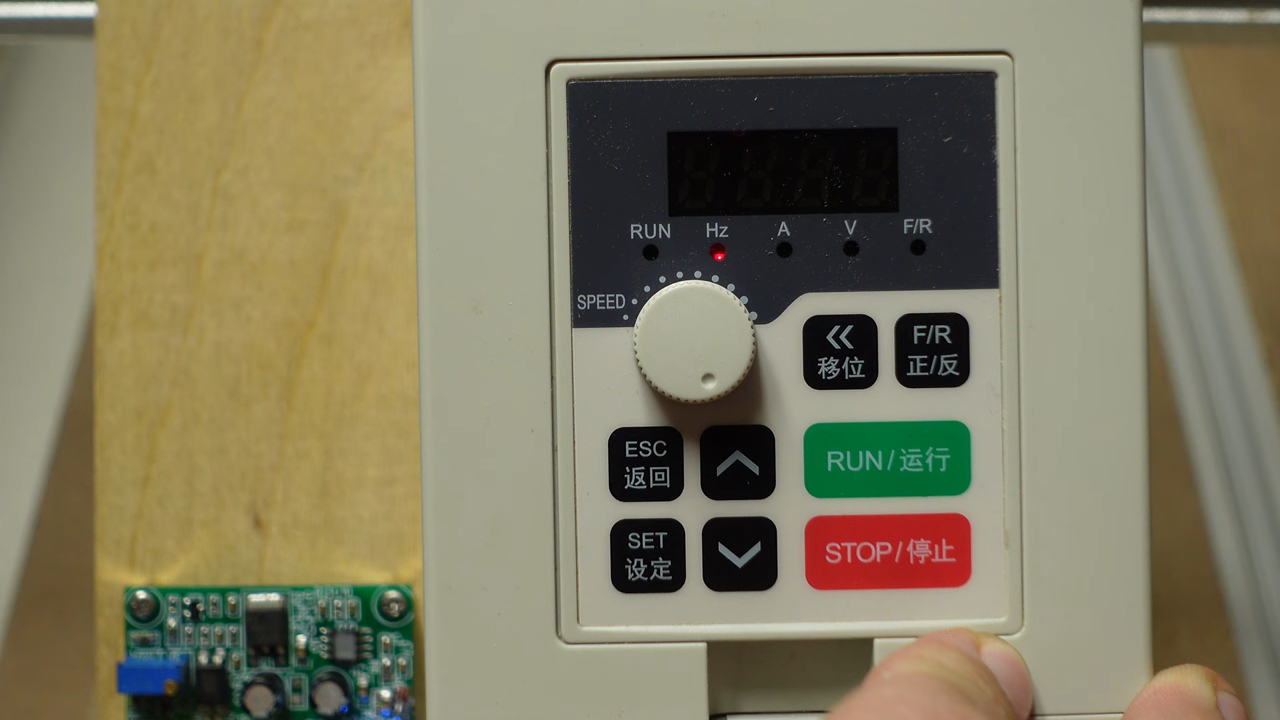 RUN Hz A V F/R
SPEED
移位
F/R
正/反
ESC
返回
RUN/运行
SET
设定
STOP/停止